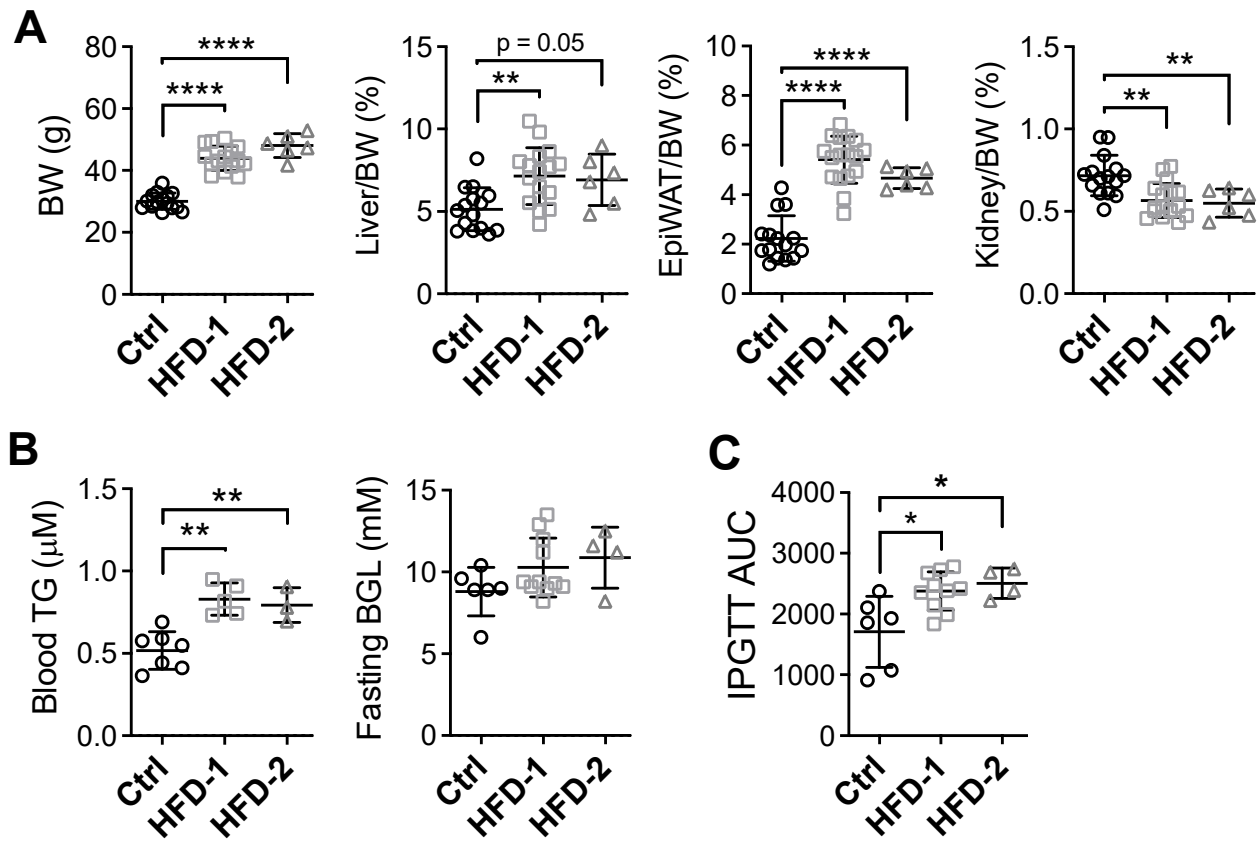 A
BW (g)
80
60
40
20
0
****
****
Ctrl
HFD-1
HFD-2
Liver/BW (%)
15
10
5
0
p = 0.05
**
Ctrl
HFD-1
HFD-2
EpiWAT/BW (%)
10
8
6
4
2
0
****
****
Ctrl
HFD-1
HFD-2
Kidney/BW (%)
1.5
1.0
0.5
0.0
**
**
Ctrl
HFD-1
HFD-2
B
Blood TG (μM)
1.5
1.0
0.5
0.0
**
**
Ctrl
HFD-1
HFD-2
Fasting BGL (mM)
15
10
5
0
Ctrl
HFD-1
HFD-2
C
IPGTT AUC
4000
3000
2000
1000
0
*
*
Ctrl
HFD-1
HFD-2